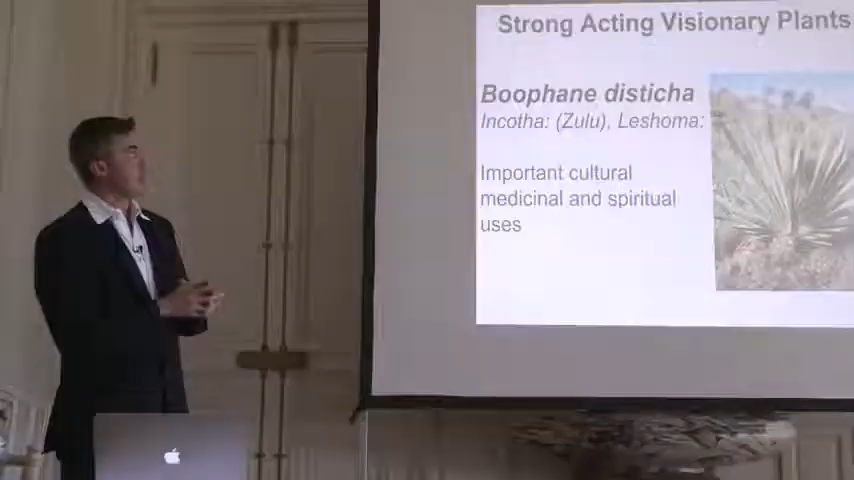 Strong Acting Visionary Plants
Boophane disticha
Incotha: (Zulu), Leshoma:
Important cultural
medicinal and spiritual
uses